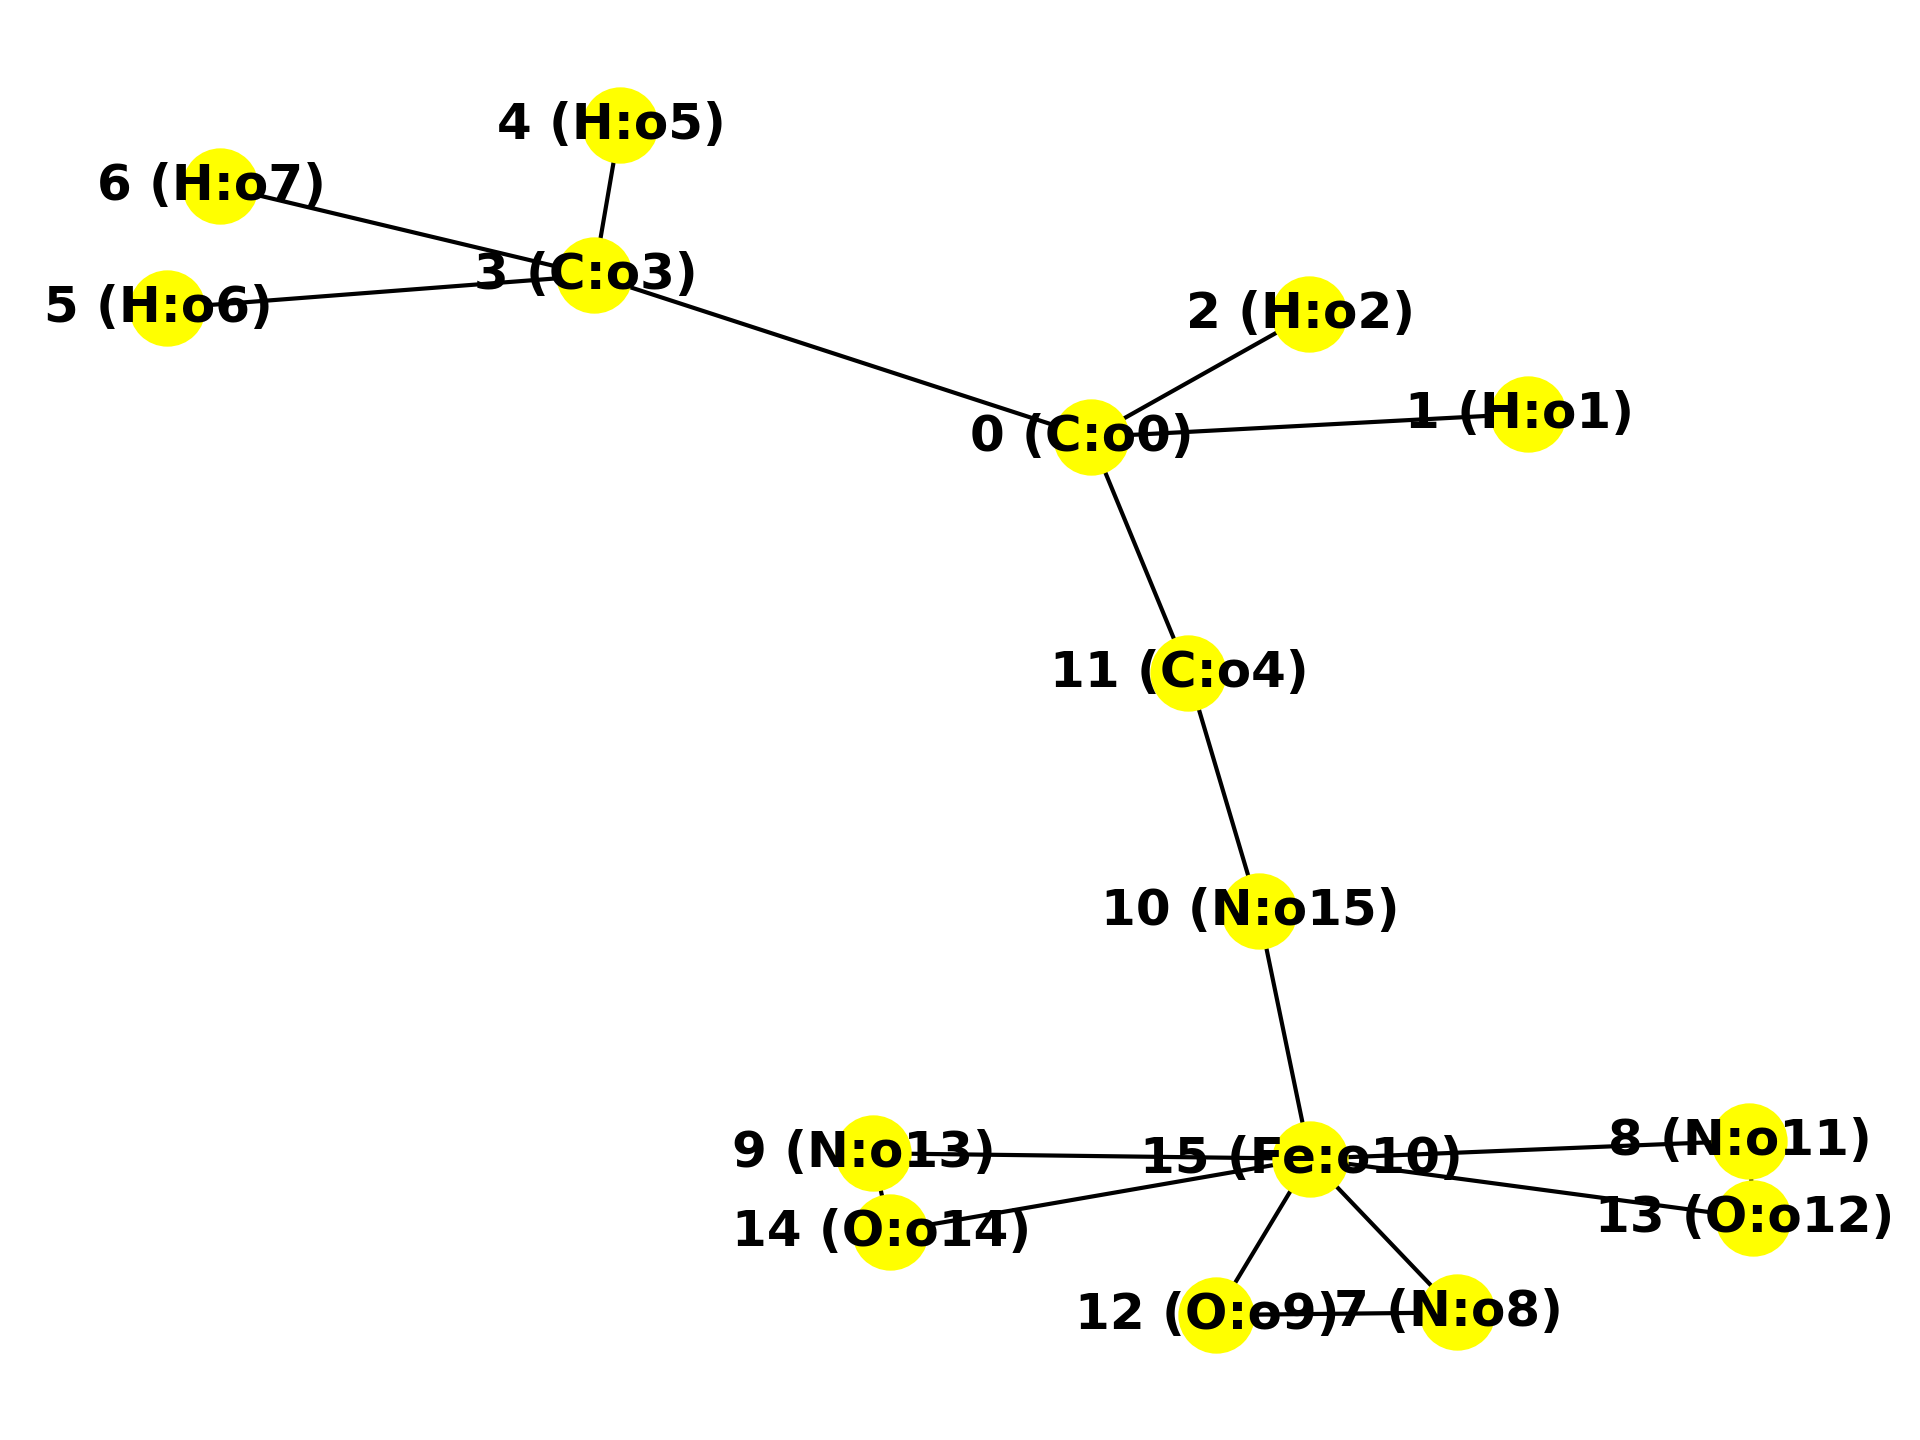 4 (H:o5)
6 (H:o7)
3 (C:o3)
5 (H:o6)
2 (H:o2)
1 (H:o1)
0 (C:o0)
11 (C:o4)
10 (N:o15)
8 (N:o11)
9 (N:o13)
15 (Fe:o10)
13 (O:o12)
14 (O:o14)
12 (O:o9)
7 (N:o8)